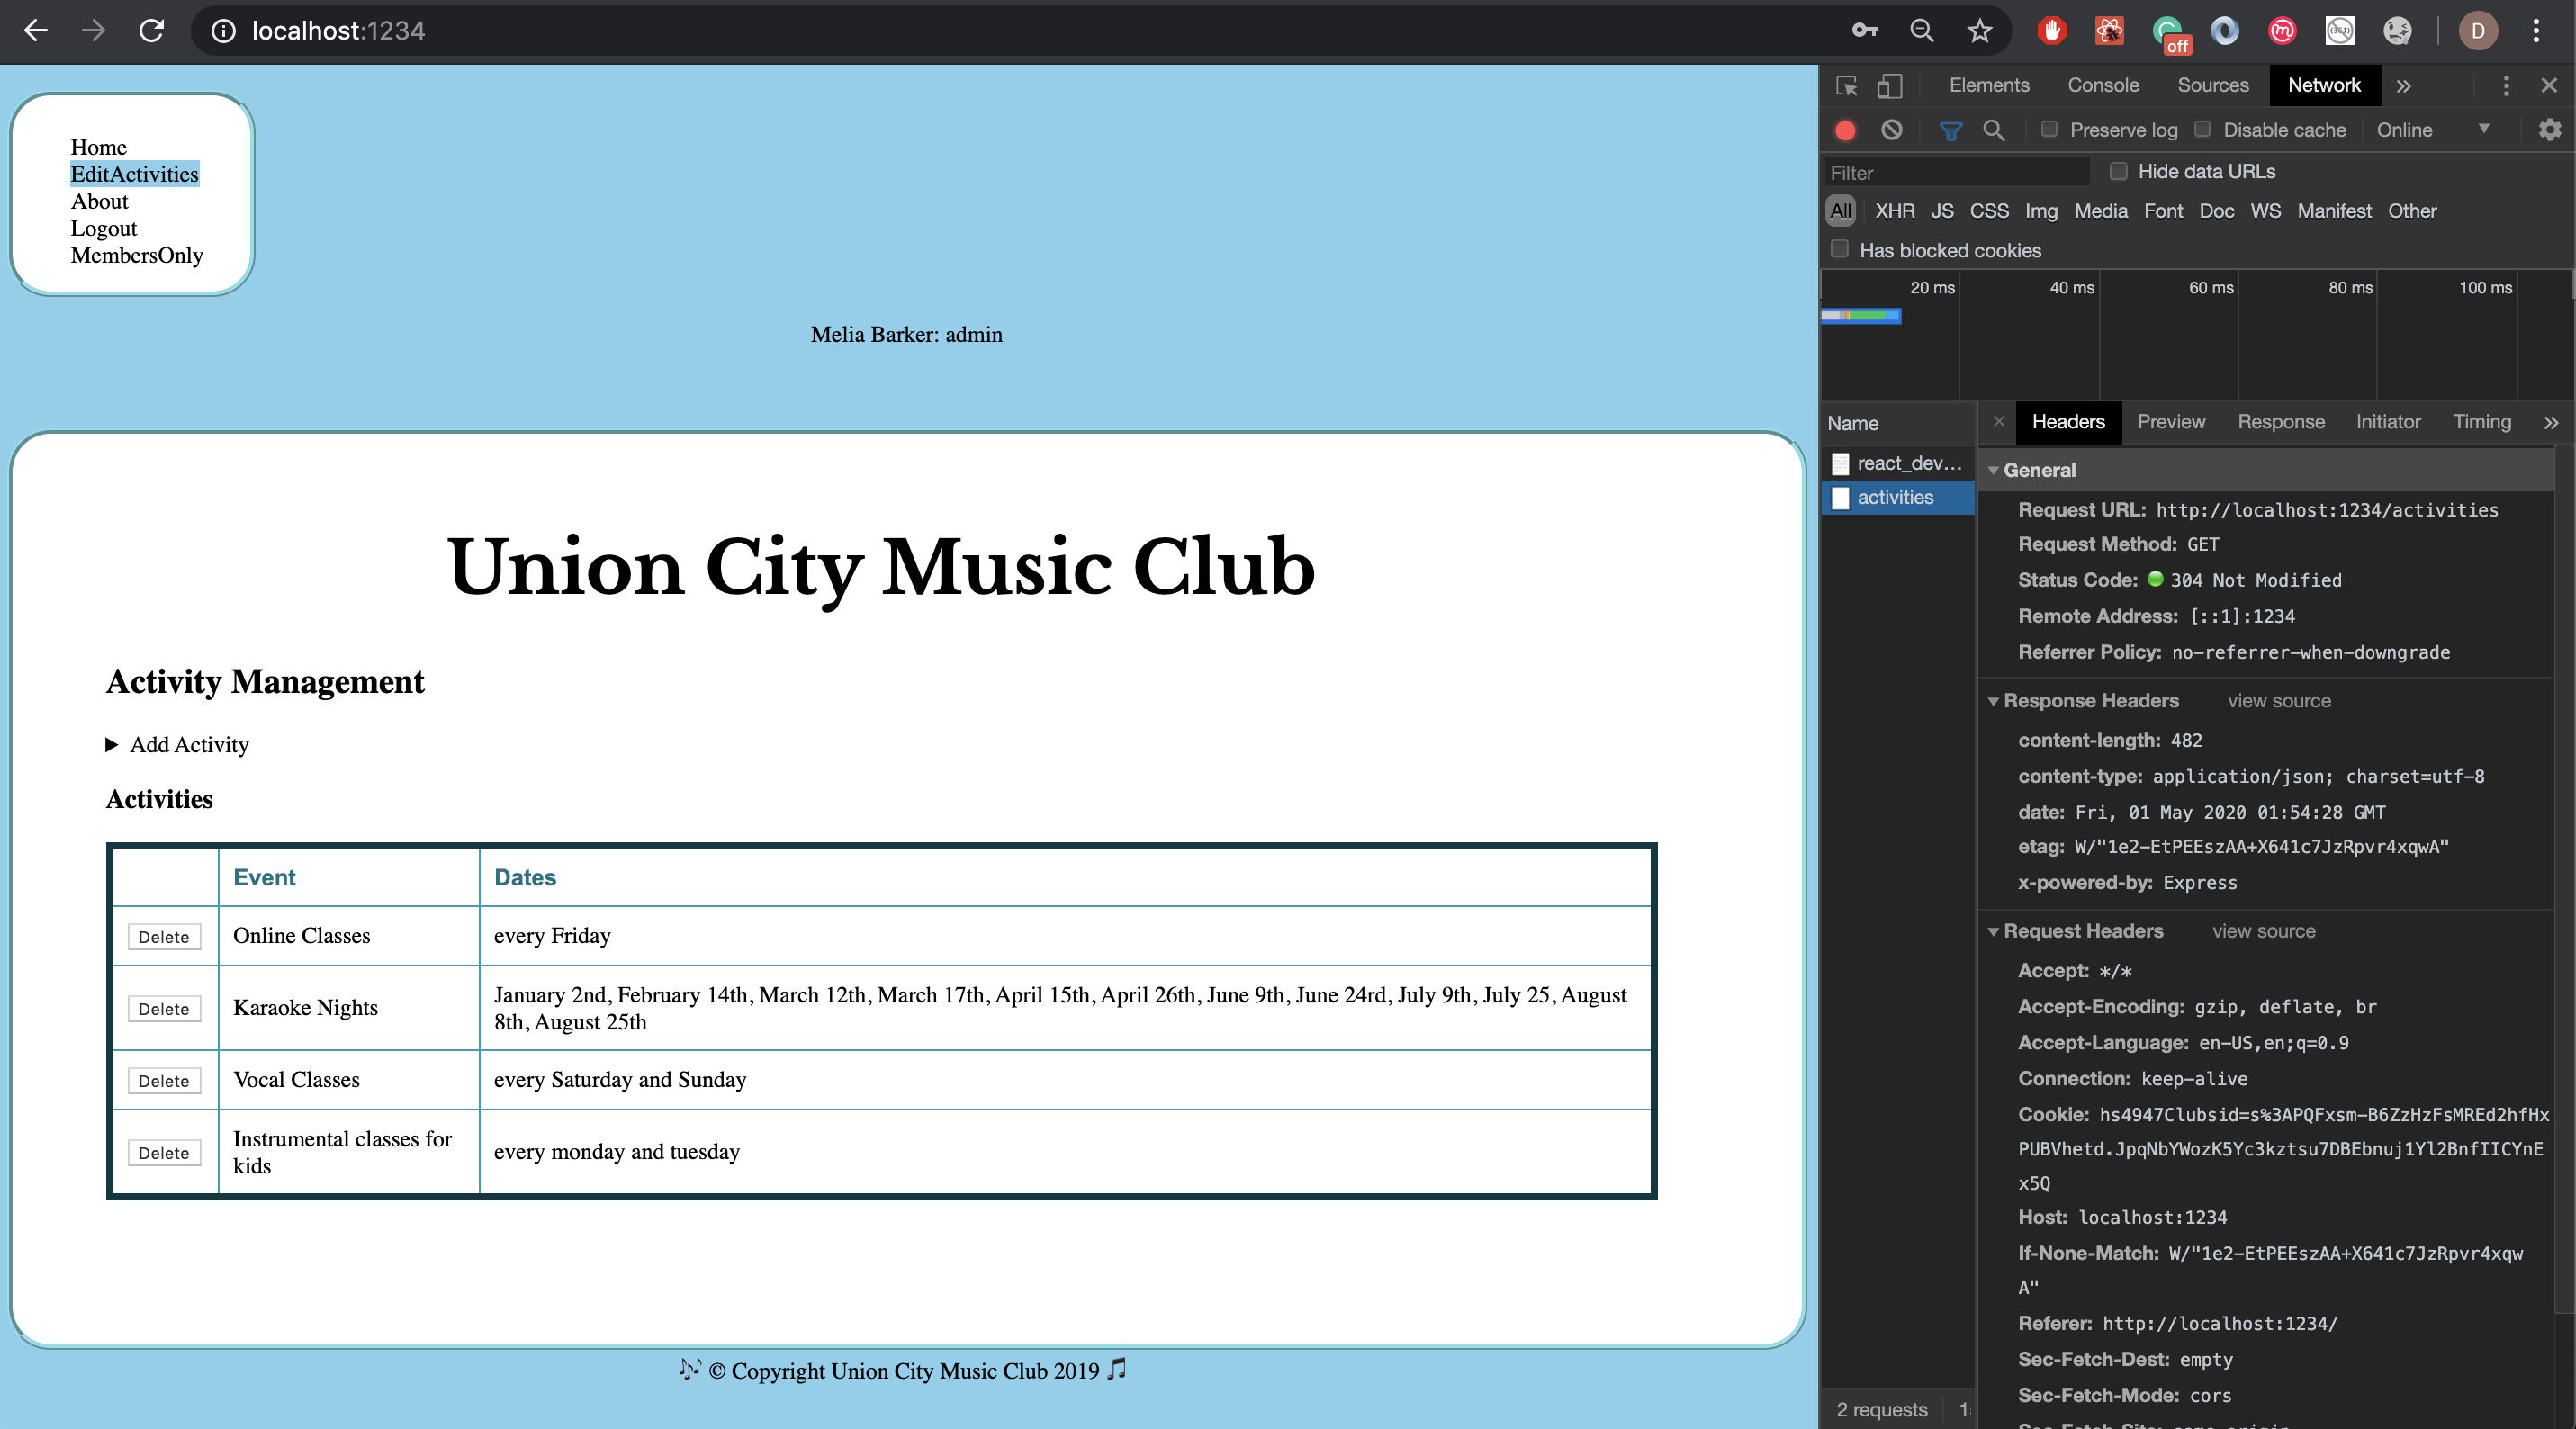 localhost:1234
off
D
Home
EditActivities
About
Logout
MembersOnly
Melia Barker: admin
Union City Music Club
Activity Management
▶ Add Activity
Activities
Event Dates
Delete Online Classes every Friday
Delete Karaoke Nights January 2nd, February 14th, March 12th, March 17th, April 15th, April 26th, June 9th, June 24rd, July 9th, July 25, August
8th, August 25th
Delete Vocal Classes every Saturday and Sunday
Delete Instrumental classes for
kids every monday and tuesday
🎶 © Copyright Union City Music Club 2019 🎵
Elements Console Sources Network
Preserve log Disable cache Online
Filter Hide data URLs
All XHR JS CSS Img Media Font Doc WS Manifest Other
Has blocked cookies
20 ms 40 ms 60 ms 80 ms 100 ms
Name
react_dev...
activities
2 requests
Headers Preview Response Initiator Timing
General
Request URL: http://localhost:1234/activities
Request Method: GET
Status Code: 304 Not Modified
Remote Address: [::1]:1234
Referrer Policy: no-referrer-when-downgrade
Response Headers view source
content-length: 482
content-type: application/json; charset=utf-8
date: Fri, 01 May 2020 01:54:28 GMT
etag: W/"1e2-EtPEEszAA+X641c7JzRpvr4xqwA"
x-powered-by: Express
Request Headers view source
Accept: */*
Accept-Encoding: gzip, deflate, br
Accept-Language: en-US,en;q=0.9
Connection: keep-alive
Cookie: hs4947Clubsid=s%3APQFxsm-B6ZzHzFsMREd2hfHx
PUBVhetd.JpqNbYWozK5Yc3kztsu7DBEbnuj1Yl2BnfIICYnE
x5Q
Host: localhost:1234
If-None-Match: W/"1e2-EtPEEszAA+X641c7JzRpvr4xqw
A"
Referer: http://localhost:1234/
Sec-Fetch-Dest: empty
Sec-Fetch-Mode: cors